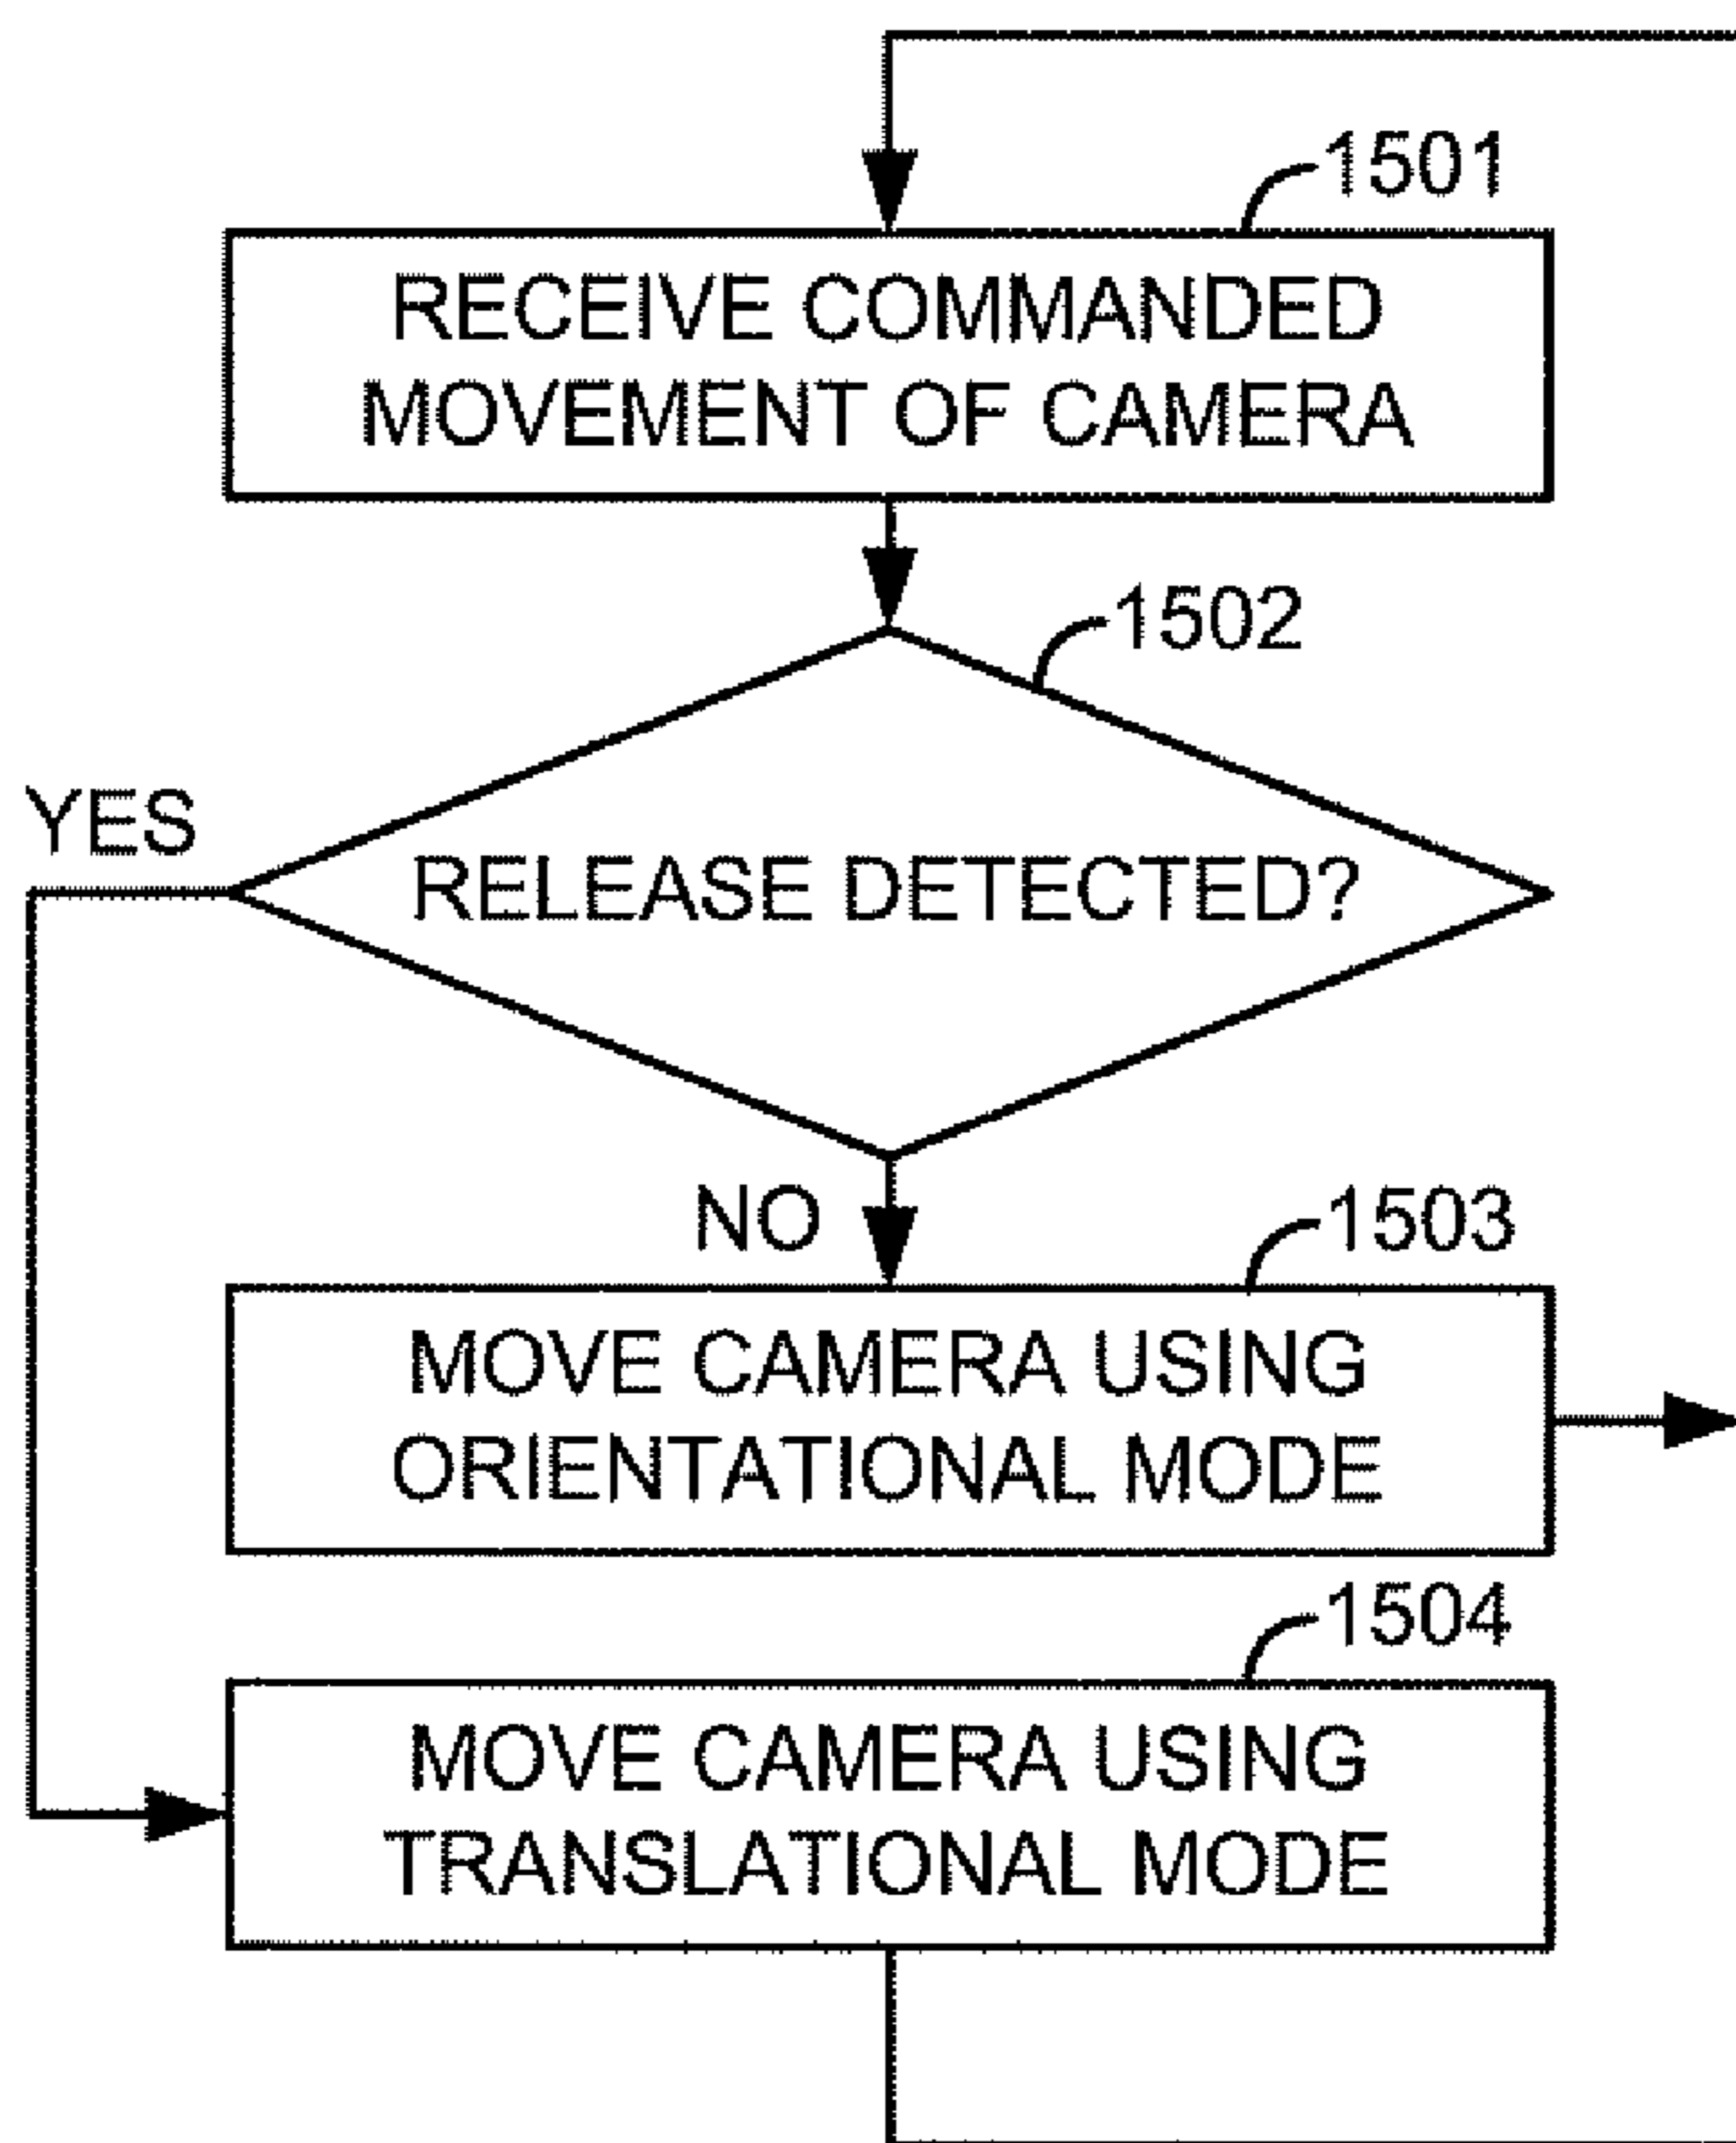 1501
RECEIVE COMMANDED
MOVEMENT OF CAMERA
1502
YES
RELEASE DETECTED?
NO
1503
MOVE CAMERA USING
ORIENTATIONAL MODE
1504
MOVE CAMERA USING
TRANSLATIONAL MODE